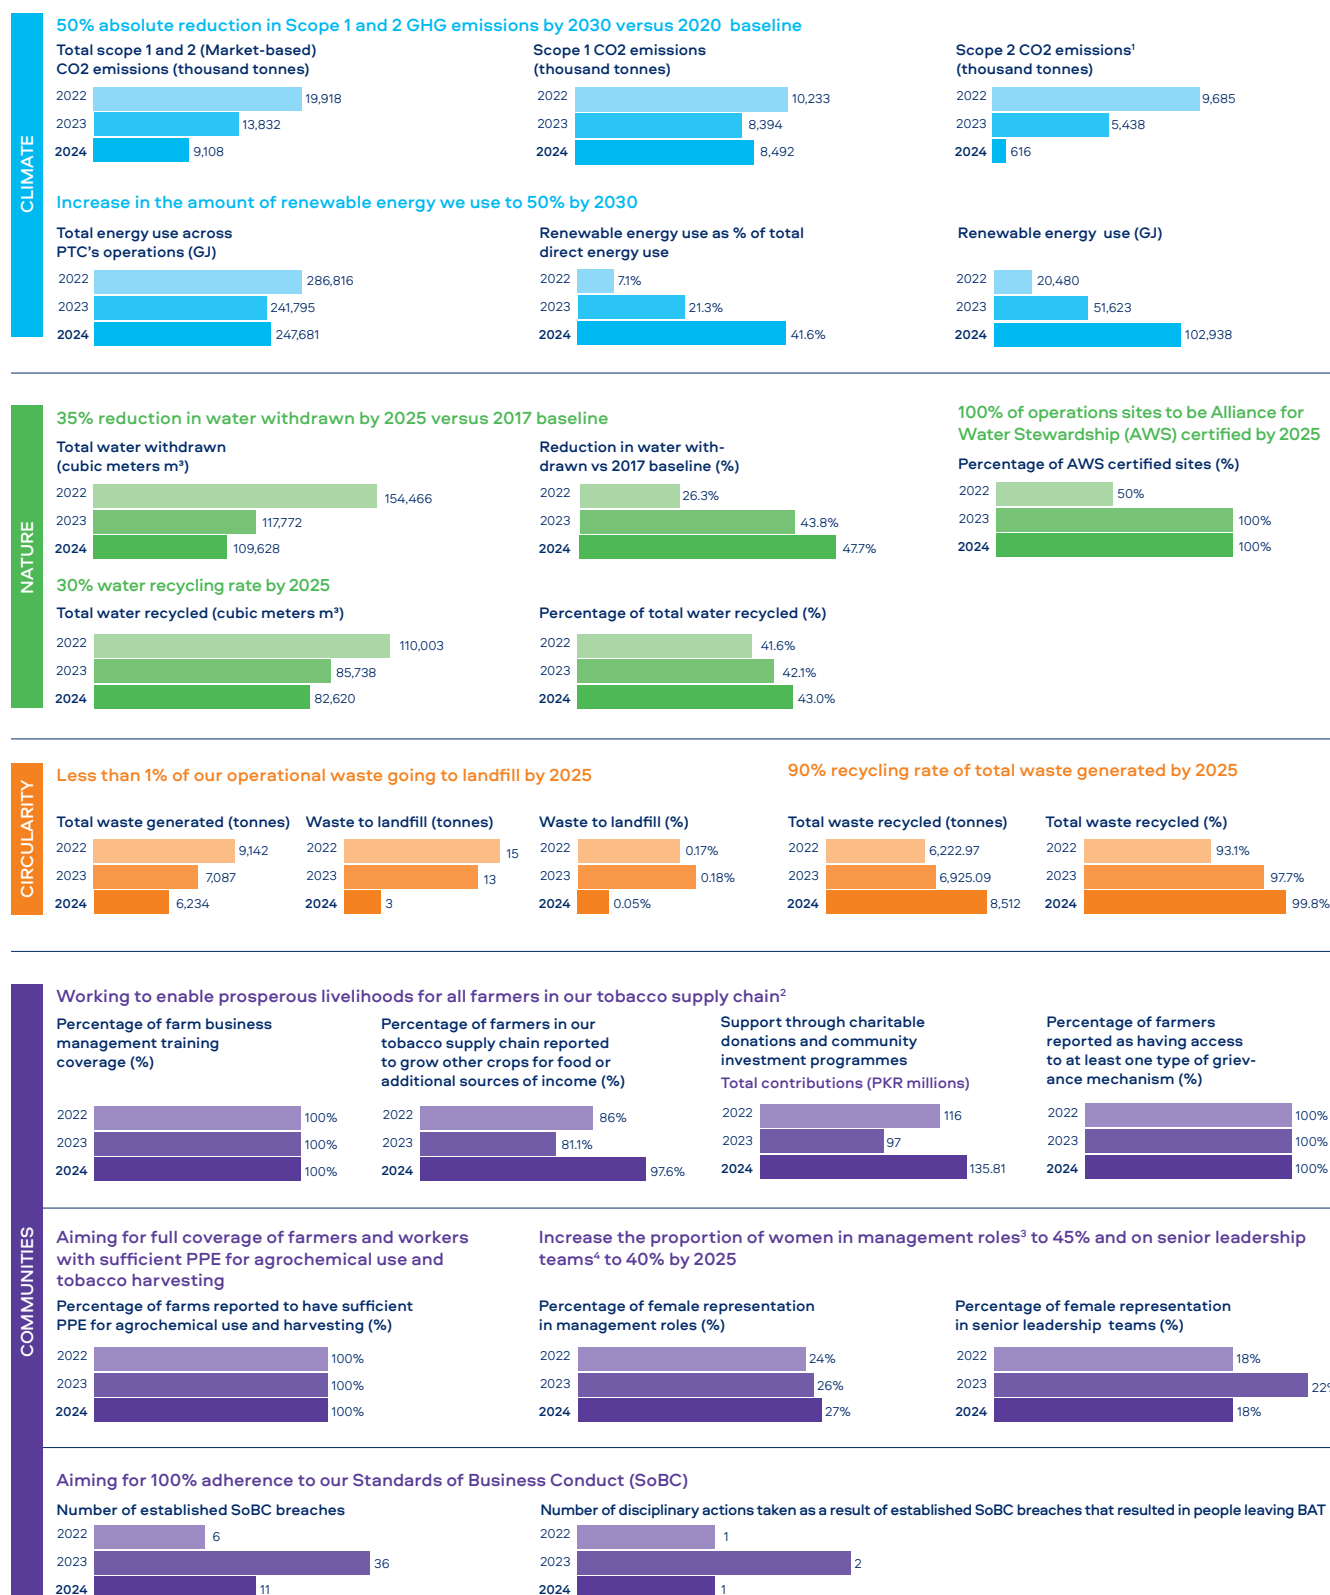 CLIMATE
50% absolute reduction in Scope 1 and 2 GHG emissions by 2030 versus 2020 baseline
Total scope 1 and 2 (Market-based)
CO2 emissions (thousand tonnes)
2022 19,918
2023 13,832
2024 9,108
Scope 1 CO2 emissions
(thousand tonnes)
2022 10,233
2023 8,394
2024 8,492
Scope 2 CO2 emissions¹
(thousand tonnes)
2022 9,685
2023 5,438
2024 616
Increase in the amount of renewable energy we use to 50% by 2030
Total energy use across
PTC's operations (GJ)
2022 286,816
2023 241,795
2024 247,681
Renewable energy use as % of total
direct energy use
2022 7.1%
2023 21.3%
2024 41.6%
Renewable energy use (GJ)
2022 20,480
2023 51,623
2024 102,938
NATURE
35% reduction in water withdrawn by 2025 versus 2017 baseline
Total water withdrawn
(cubic meters m³)
2022 154,466
2023 117,772
2024 109,628
Reduction in water with-
drawn vs 2017 baseline (%)
2022 26.3%
2023 43.8%
2024 47.7%
100% of operations sites to be Alliance for
Water Stewardship (AWS) certified by 2025
Percentage of AWS certified sites (%)
2022 50%
2023 100%
2024 100%
30% water recycling rate by 2025
Total water recycled (cubic meters m³)
2022 110,003
2023 85,738
2024 82,620
Percentage of total water recycled (%)
2022 41.6%
2023 42.1%
2024 43.0%
CIRCULARITY
Less than 1% of our operational waste going to landfill by 2025
Total waste generated (tonnes)
2022 9,142
2023 7,087
2024 6,234
Waste to landfill (tonnes)
2022 15
2023 13
2024 3
Waste to landfill (%)
2022 0.17%
2023 0.18%
2024 0.05%
90% recycling rate of total waste generated by 2025
Total waste recycled (tonnes)
2022 6,222.97
2023 6,925.09
2024 8,512
Total waste recycled (%)
2022 93.1%
2023 97.7%
2024 99.8%
COMMUNITIES
Working to enable prosperous livelihoods for all farmers in our tobacco supply chain²
Percentage of farm business
management training
coverage (%)
2022 100%
2023 100%
2024 100%
Percentage of farmers in our
tobacco supply chain reported
to grow other crops for food or
additional sources of income (%)
2022 86%
2023 81.1%
2024 97.6%
Support through charitable
donations and community
investment programmes
Total contributions (PKR millions)
2022 116
2023 97
2024 135.81
Percentage of farmers
reported as having access
to at least one type of griev-
ance mechanism (%)
2022 100%
2023 100%
2024 100%
Aiming for full coverage of farmers and workers
with sufficient PPE for agrochemical use and
tobacco harvesting
Percentage of farms reported to have sufficient
PPE for agrochemical use and harvesting (%)
2022 100%
2023 100%
2024 100%
Increase the proportion of women in management roles³ to 45% and on senior leadership
teams⁴ to 40% by 2025
Percentage of female representation
in management roles (%)
2022 24%
2023 26%
2024 27%
Percentage of female representation
in senior leadership teams (%)
2022 18%
2023 22%
2024 18%
Aiming for 100% adherence to our Standards of Business Conduct (SoBC)
Number of established SoBC breaches
2022 6
2023 36
2024 11
Number of disciplinary actions taken as a result of established SoBC breaches that resulted in people leaving BAT
2022 1
2023 2
2024 1